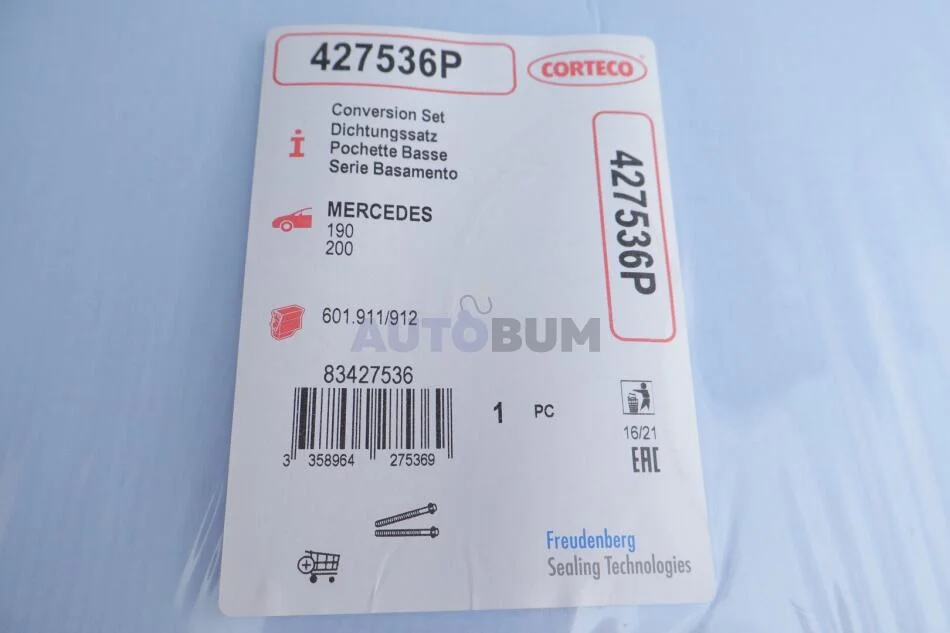 427536P
CORTECO
Conversion Set
Dichtungssatz
Pochette Basse
Serie Basamento
427536P
MERCEDES
190
200
601.911/912
AUTOBUM
83427536
1 PC
3 358964 275369
16/21
EAC
Freudenberg
Sealing Technologies